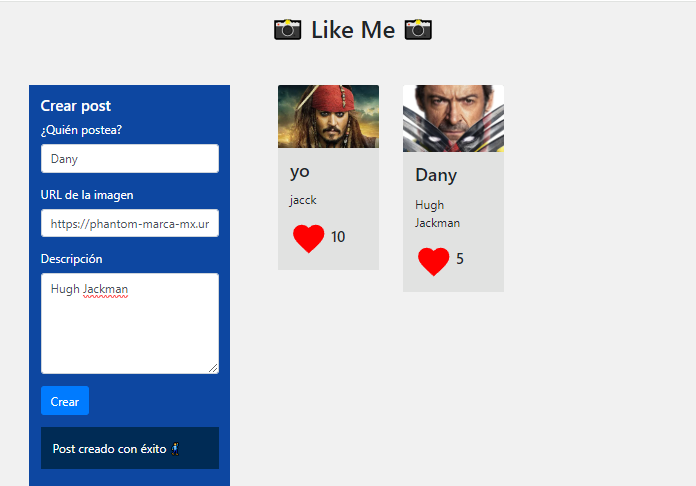 Like Me
Crear post
¿Quién postea?
Dany
URL de la imagen
https://phantom-marca-mx.ur
Descripción
Hugh Jackman
Crear
Post creado con éxito
yo
jacck
10
Dany
Hugh
Jackman
5